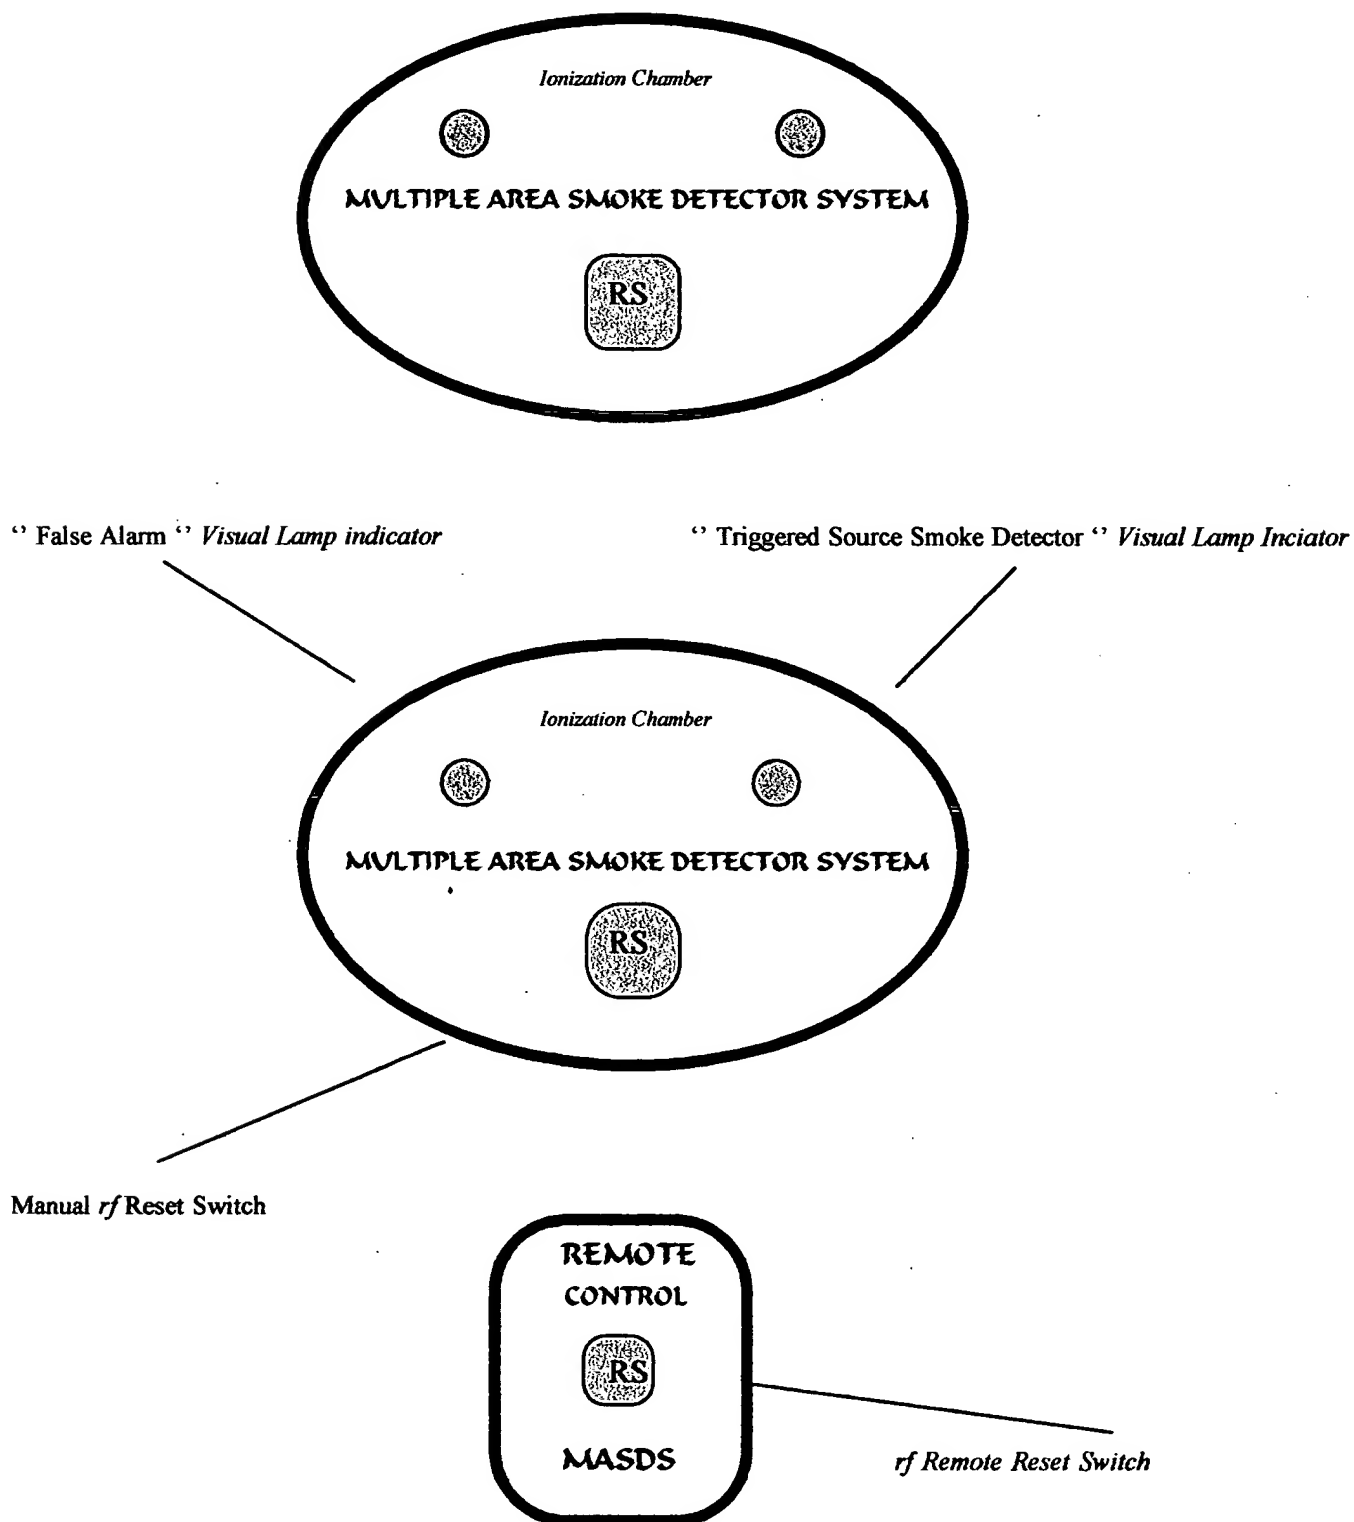 Ionization Chamber
MULTIPLE AREA SMOKE DETECTOR SYSTEM
RS
‘’ False Alarm ‘’ Visual Lamp indicator
‘’ Triggered Source Smoke Detector ‘’ Visual Lamp Inciator
Ionization Chamber
MULTIPLE AREA SMOKE DETECTOR SYSTEM
RS
Manual rf Reset Switch
REMOTE
CONTROL
RS
MASDS
rf Remote Reset Switch